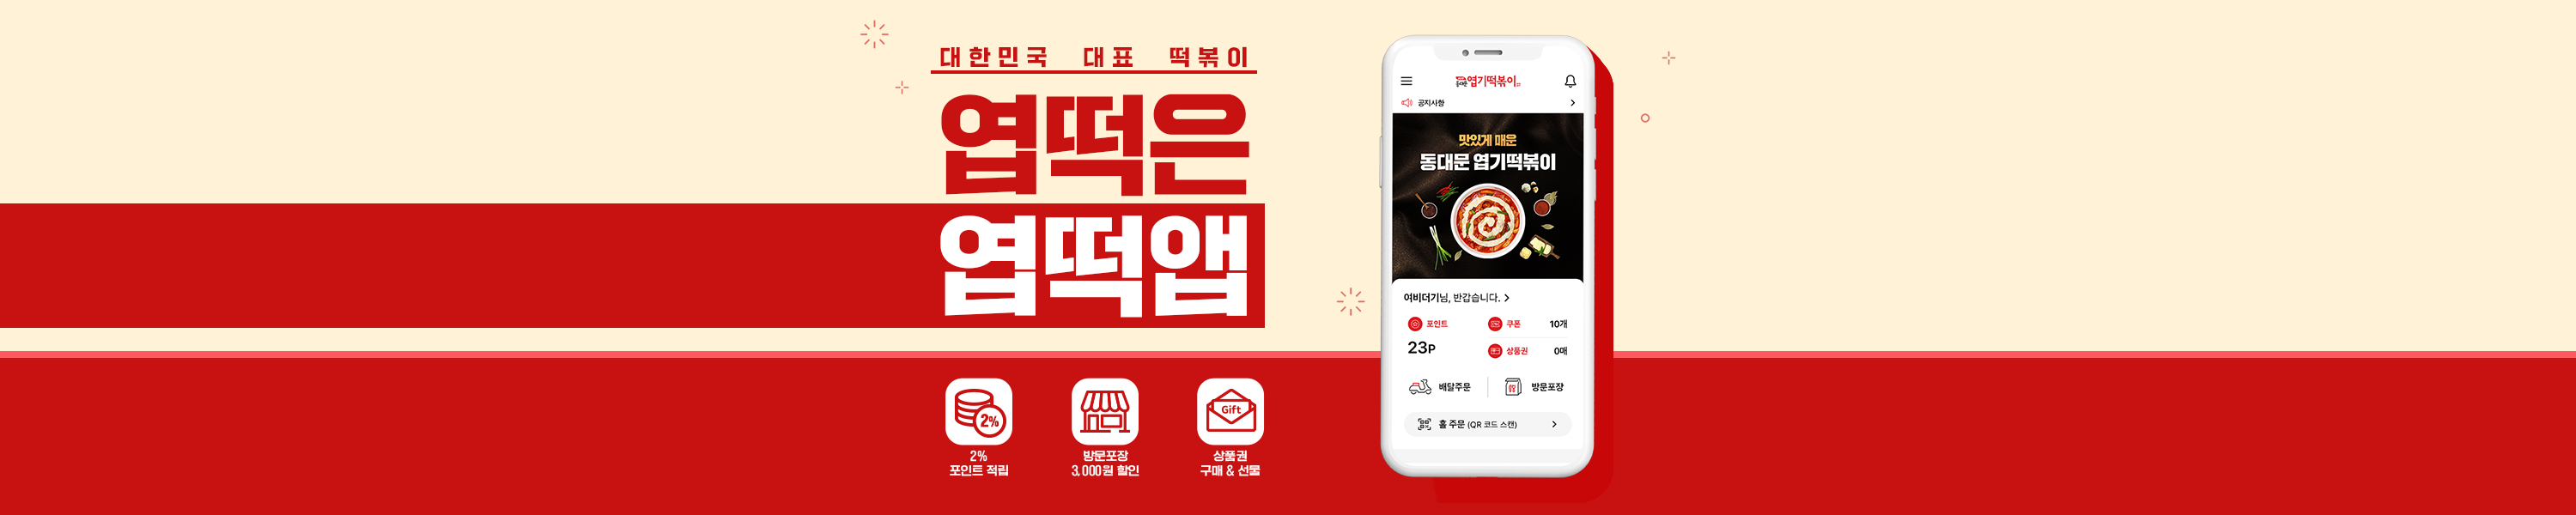 대한민국 대표 떡볶이
엽떡은
엽떡앱
2%
2%
포인트 적립
방문포장
3,000원 할인
Gift
상품권
구매 & 선물
엽기떡볶이
공지사항
맛있게 매운
동대문 엽기떡볶이
여비더기님, 반갑습니다.
포인트
23P
쿠폰 10개
상품권 0매
배달주문
방문포장
홀 주문 (QR 코드 스캔)